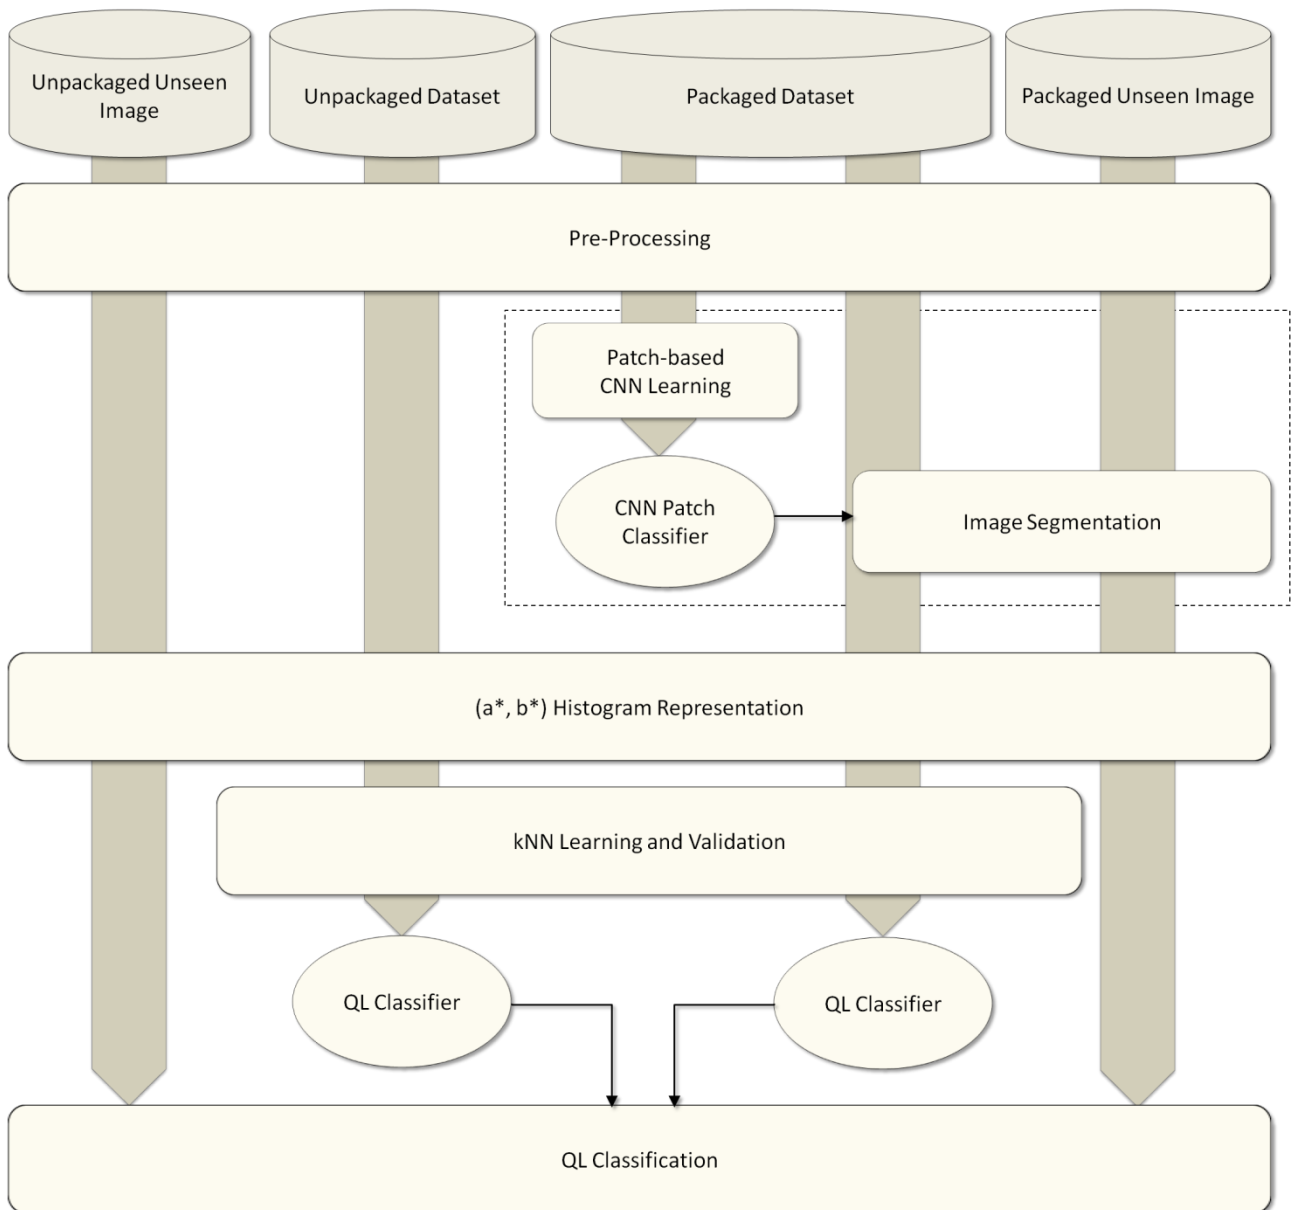 Unpackaged Unseen
Image
Unpackaged Dataset
Packaged Dataset
Packaged Unseen Image
Pre-Processing
Patch-based
CNN Learning
CNN Patch
Classifier
Image Segmentation
(a*, b*) Histogram Representation
kNN Learning and Validation
QL Classifier
QL Classifier
QL Classification